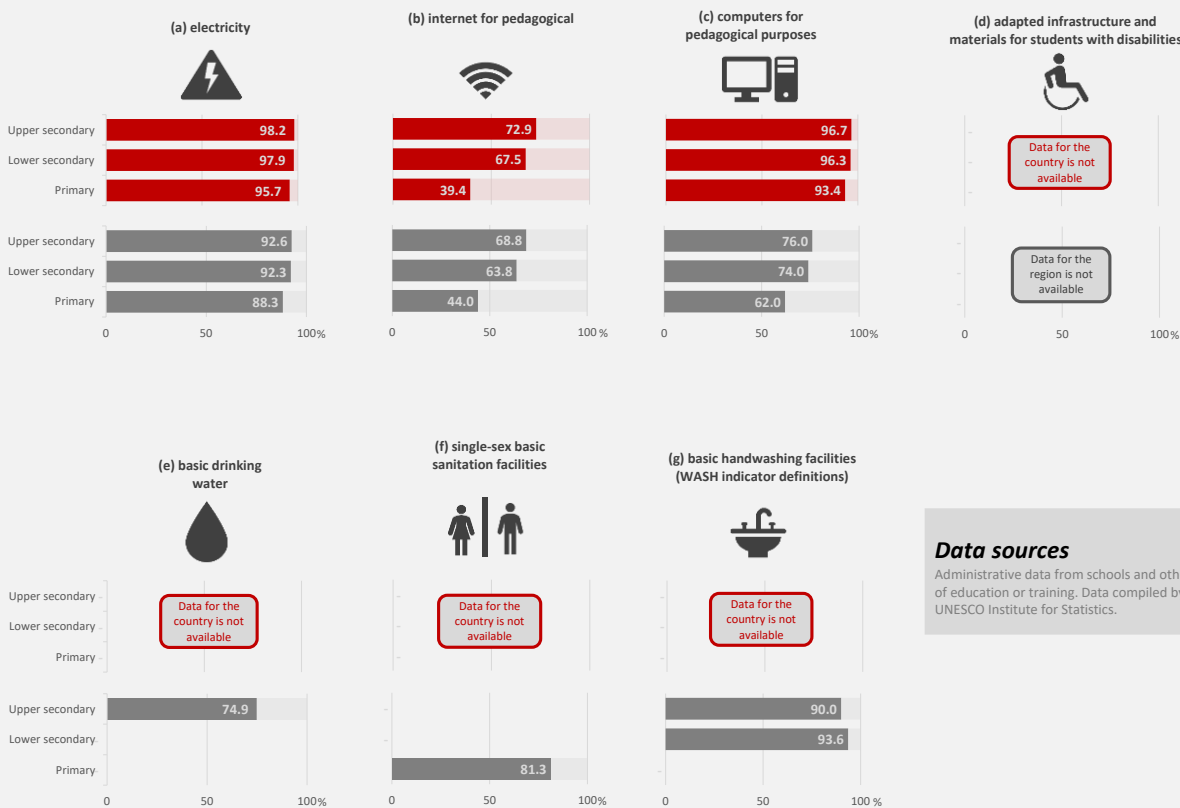 (a) electricity
(b) internet for pedagogical
(c) computers for
pedagogical purposes
(d) adapted infrastructure and
materials for students with disabilities
Upper secondary
98.2
72.9
96.7
Lower secondary
97.9
67.5
96.3
Primary
95.7
39.4
93.4
Data for the
country is not
available
Upper secondary
92.6
68.8
76.0
Lower secondary
92.3
63.8
74.0
Primary
88.3
44.0
62.0
Data for the
region is not
available
0 50 100%
0 50 100%
0 50 100%
0 50 100%
(e) basic drinking
water
(f) single-sex basic
sanitation facilities
(g) basic handwashing facilities
(WASH indicator definitions)
Upper secondary
Lower secondary
Primary
Data for the
country is not
available
Data for the
country is not
available
Data for the
country is not
available
Upper secondary
74.9
90.0
Lower secondary
93.6
Primary
81.3
0 50 100%
0 50 100%
0 50 100%
Data sources
Administrative data from schools and oth
of education or training. Data compiled by
UNESCO Institute for Statistics.